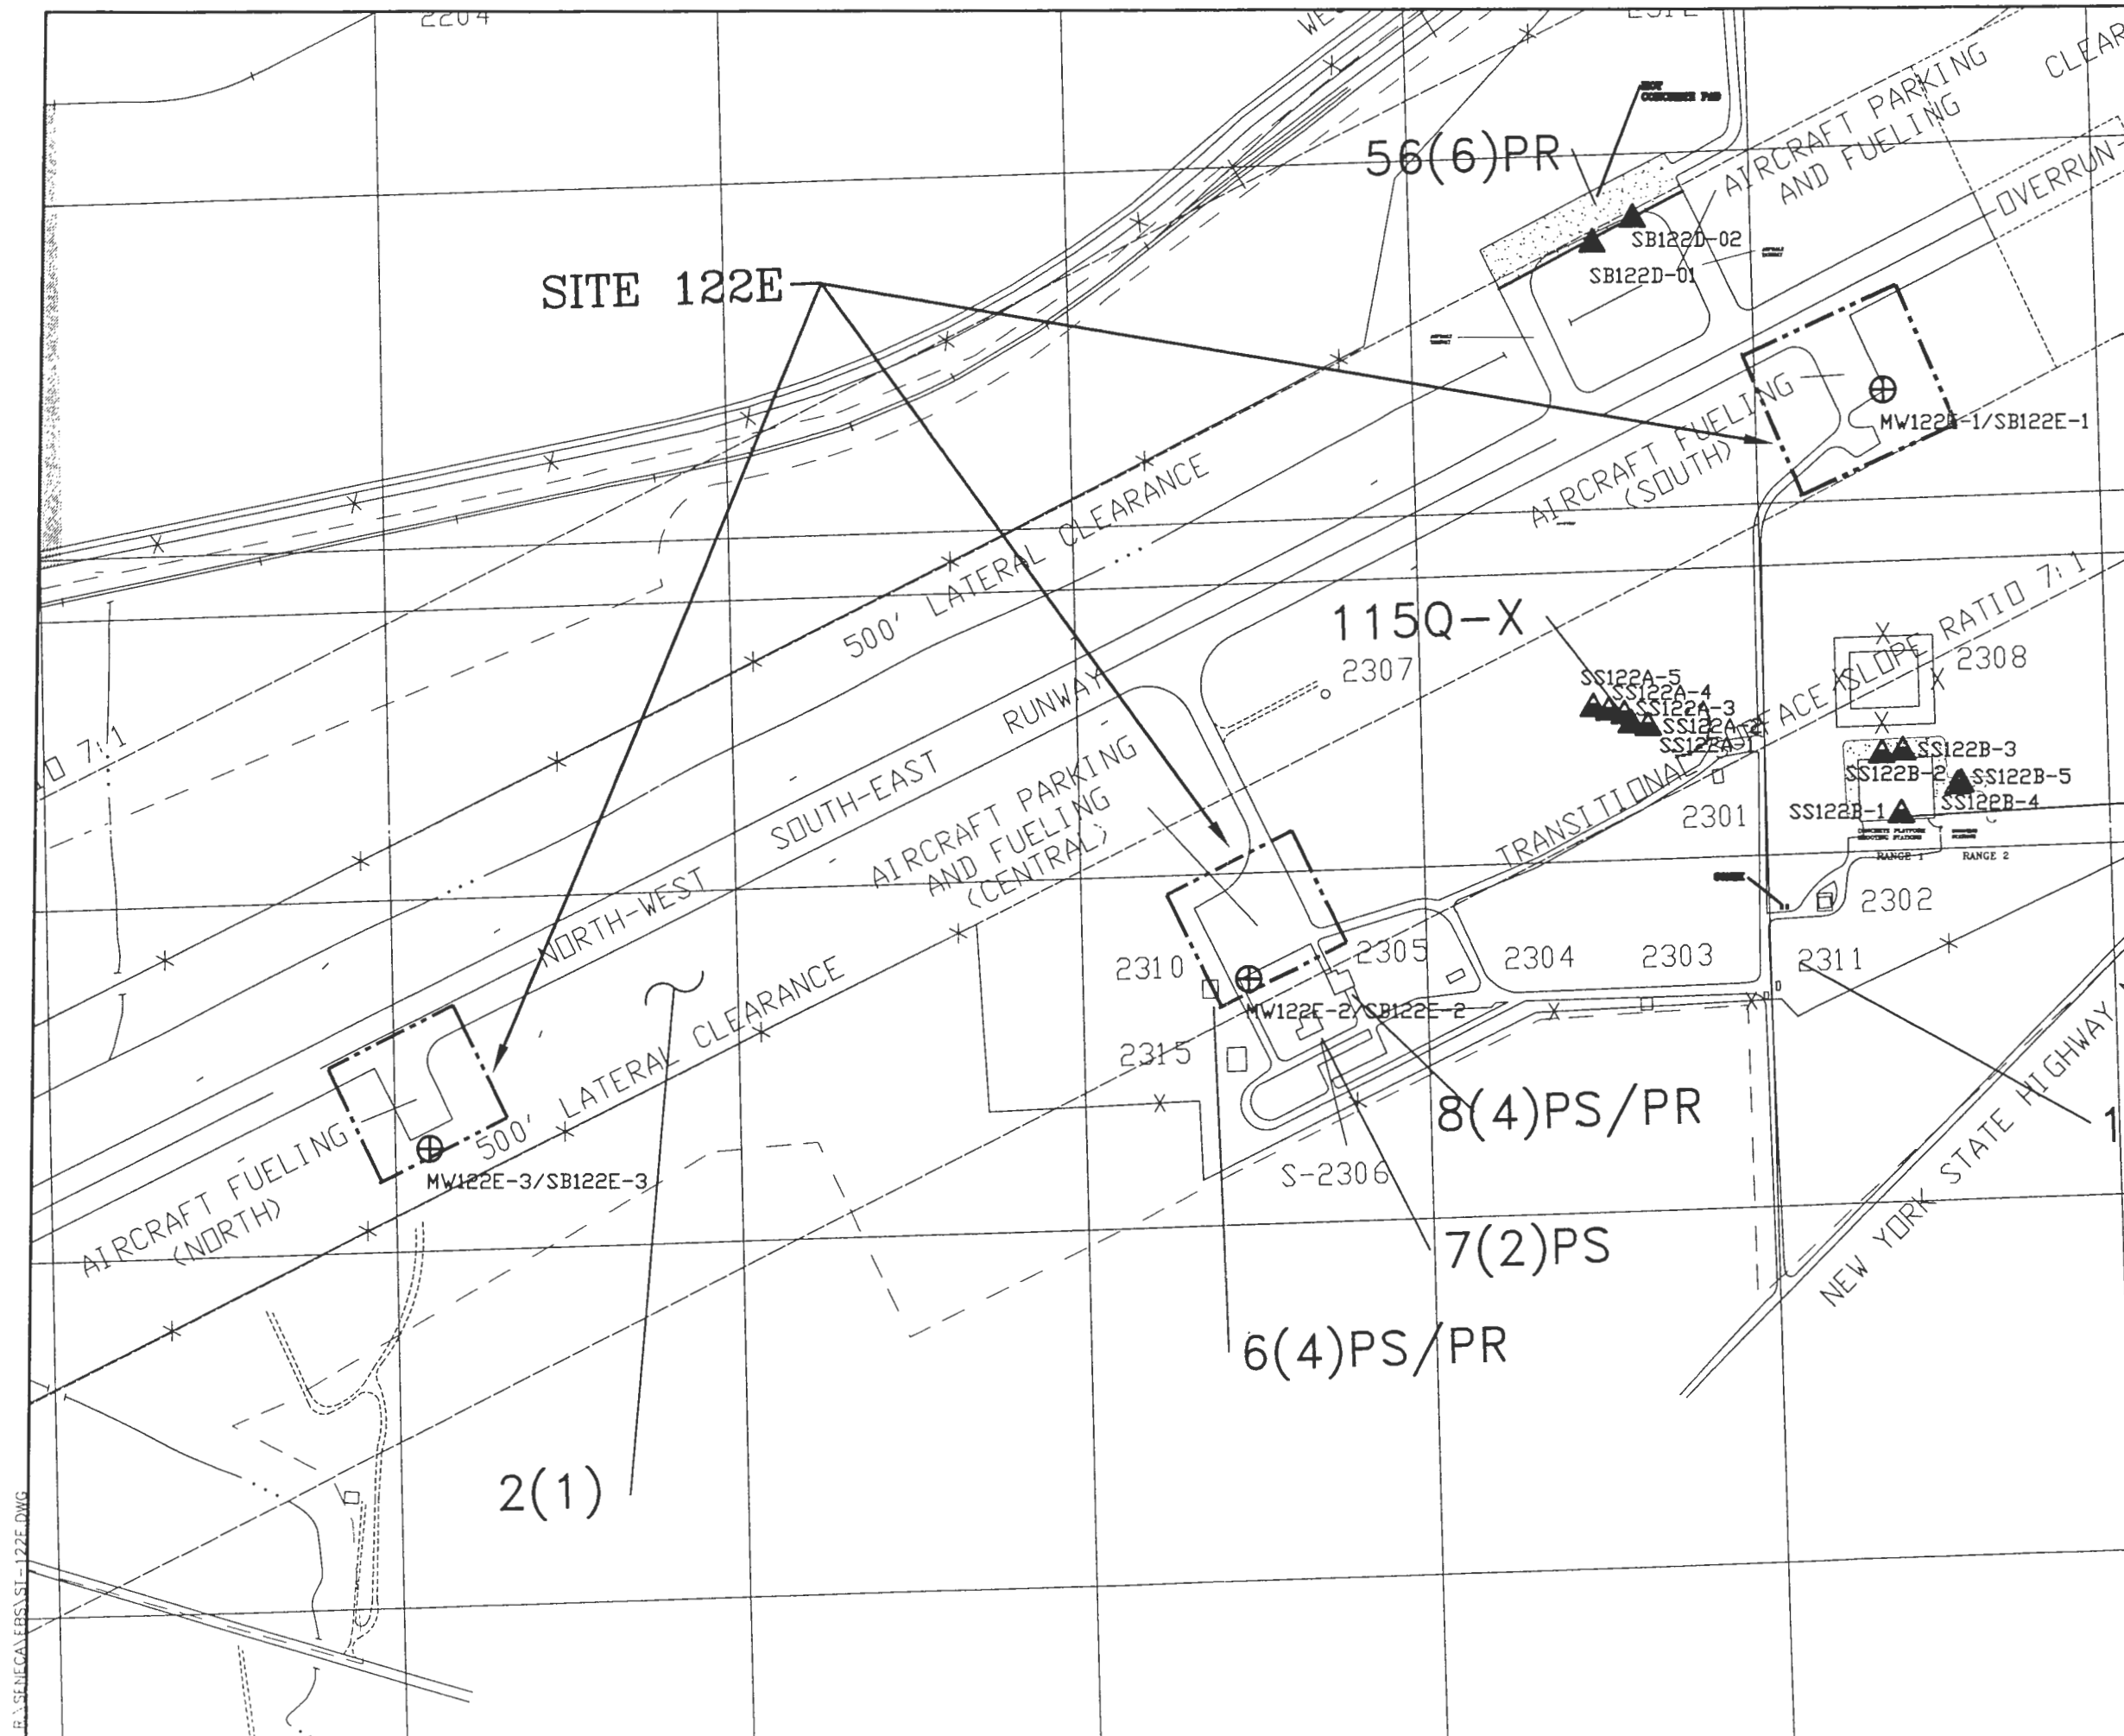 2204
AIRCRAFT PARKING
AND FUELING
OVERRUN
CONCRETE PAD
56(6)PR
SB122D-02
SB122D-01
SITE 122E
MW122E-1/SB122E-1
AIRCRAFT FUELING
(SOUTH)
500' LATERAL CLEARANCE
115Q-X
2307
SS122A-5
SS122A-4
SS122A-3
SS122A-2
SS122A-1
SLOPE RATIO 7:1
TRANSITIONAL
2308
SS122B-3
SS122B-2
SS122B-5
SS122B-4
SS122B-1
RANGE 1
RANGE 2
2301
2302
7:1
NORTH-WEST SOUTH-EAST RUNWAY
AIRCRAFT PARKING
AND FUELING
(CENTRAL)
2310
2305
2304
2303
2311
MW122E-2/SB122E-2
2315
500' LATERAL CLEARANCE
8(4)PS/PR
S-2306
7(2)PS
6(4)PS/PR
1
NEW YORK STATE HIGHWAY
AIRCRAFT FUELING
(NORTH)
MW122E-3/SB122E-3
2(1)